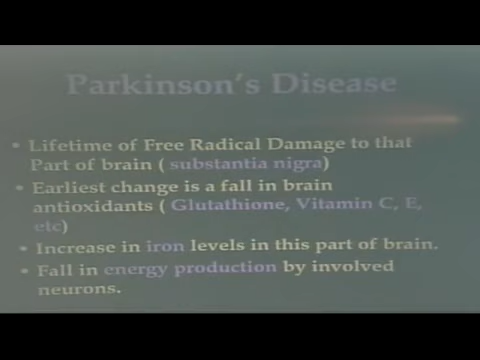 Parkinson's Disease
• Lifetime of Free Radical Damage to that
Part of brain ( substantia nigra)
• Earliest change is a fall in brain
antioxidants ( Glutathione, Vitamin C, E,
etc)
• Increase in iron levels in this part of brain.
• Fall in energy production by involved
neurons.